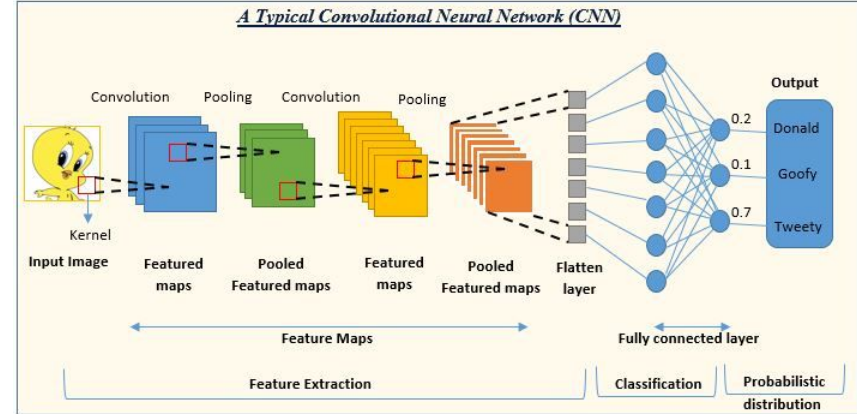 A Typical Convolutional Neural Network (CNN)
Convolution
Pooling
Convolution
Pooling
Output
0.2
Donald
0.1
Goofy
0.7
Tweety
Kernel
Input Image
Featured
maps
Pooled
Featured maps
Featured
maps
Pooled
Featured maps
Flatten
layer
Feature Maps
Fully connected layer
Feature Extraction
Classification
Probabilistic
distribution